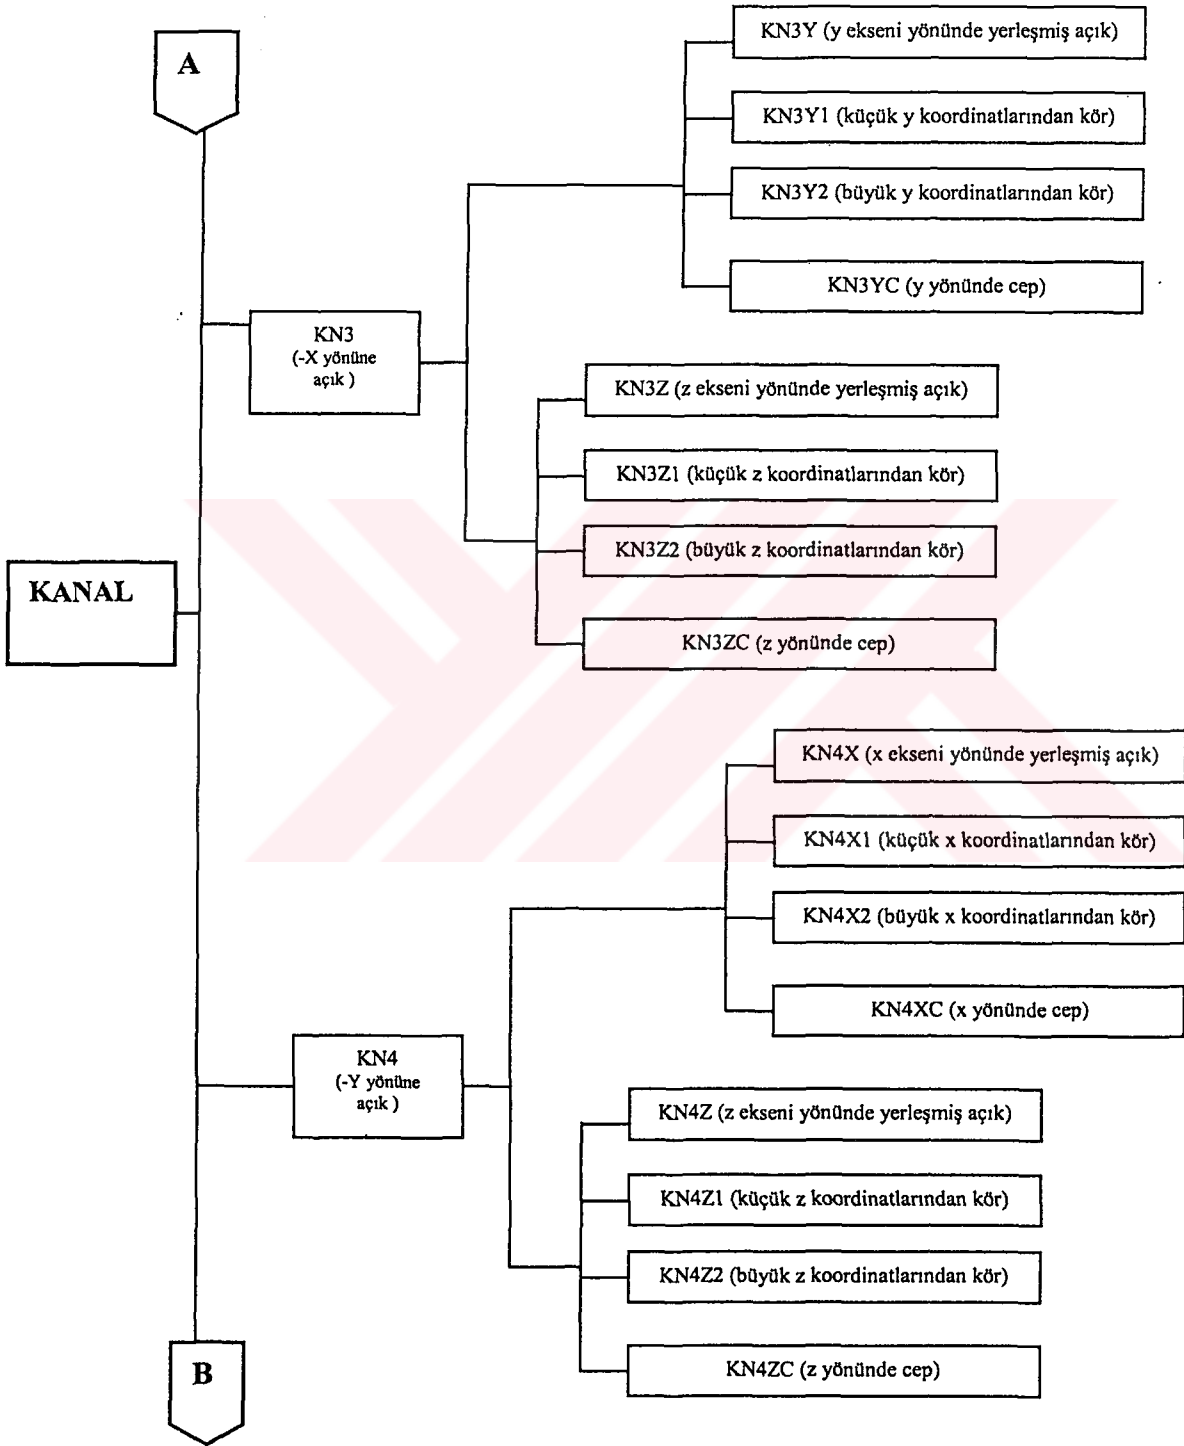 A
KN3Y (y ekseni yönünde yerleşmiş açık)
KN3Y1 (küçük y koordinatlarından kör)
KN3Y2 (büyük y koordinatlarından kör)
KN3YC (y yönünde cep)
KN3
(-X yönüne
açık )
KN3Z (z ekseni yönünde yerleşmiş açık)
KN3Z1 (küçük z koordinatlarından kör)
KN3Z2 (büyük z koordinatlarından kör)
KN3ZC (z yönünde cep)
KANAL
KN4X (x ekseni yönünde yerleşmiş açık)
KN4X1 (küçük x koordinatlarından kör)
KN4X2 (büyük x koordinatlarından kör)
KN4XC (x yönünde cep)
KN4
(-Y yönüne
açık )
KN4Z (z ekseni yönünde yerleşmiş açık)
KN4Z1 (küçük z koordinatlarından kör)
KN4Z2 (büyük z koordinatlarından kör)
KN4ZC (z yönünde cep)
B